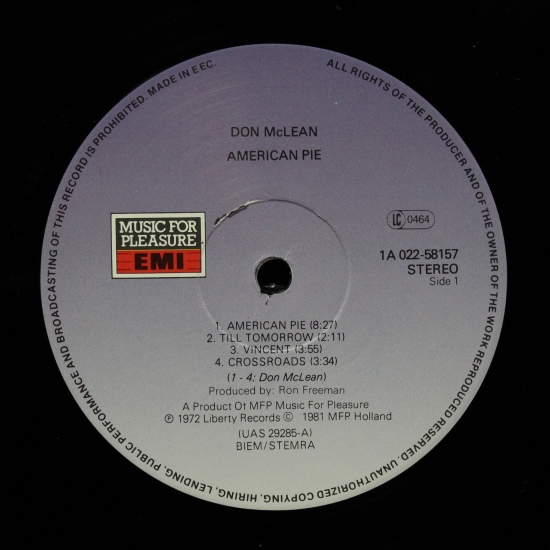 ALL RIGHTS OF THE PRODUCER AND OF THE OWNER OF THE WORK REPRODUCED RESERVED. UNAUTHORIZED COPYING, HIRING, LENDING, PUBLIC PERFORMANCE AND BROADCASTING OF THIS RECORD IS PROHIBITED. MADE IN EEC.
DON McLEAN
AMERICAN PIE
MUSIC FOR
PLEASURE
EMI
LC 0464
1A 022-58157
STEREO
Side 1
1. AMERICAN PIE (8:27)
2. TILL TOMORROW (2:11)
3. VINCENT (3:55)
4. CROSSROADS (3:34)
(1 - 4: Don McLean)
Produced by: Ron Freeman
A Product Of MFP Music For Pleasure
℗ 1972 Liberty Records © 1981 MFP Holland
(UAS 29285-A)
BIEM/STEMRA